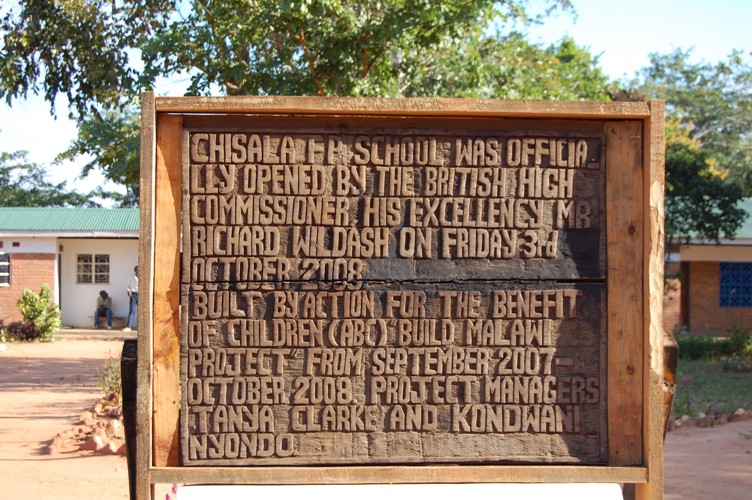 CHISALA F.P. SCHOOL WAS OFFICIA
LLY OPENED BY THE BRITISH HIGH
COMMISSIONER HIS EXCELLENCY MR
RICHARD WILDASH ON FRIDAY 3rd
OCTOBER 2008
BUILT BY ACTION FOR THE BENEFIT
OF CHILDREN (ABC) "BUILD MALAWI
PROJECT" FROM SEPTEMBER 2007-
OCTOBER 2008. PROJECT MANAGERS
TANYA CLARKE AND KONDWANI
NYONDO